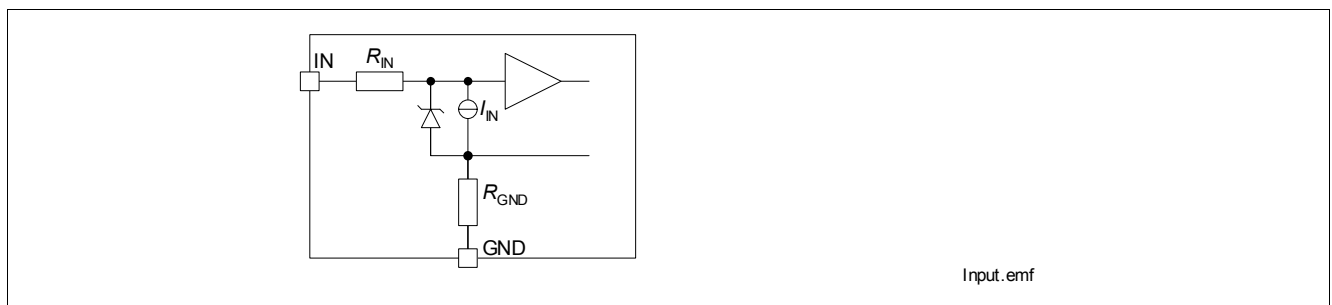 IN
R_IN
I_IN
R_GND
GND
Input.emf